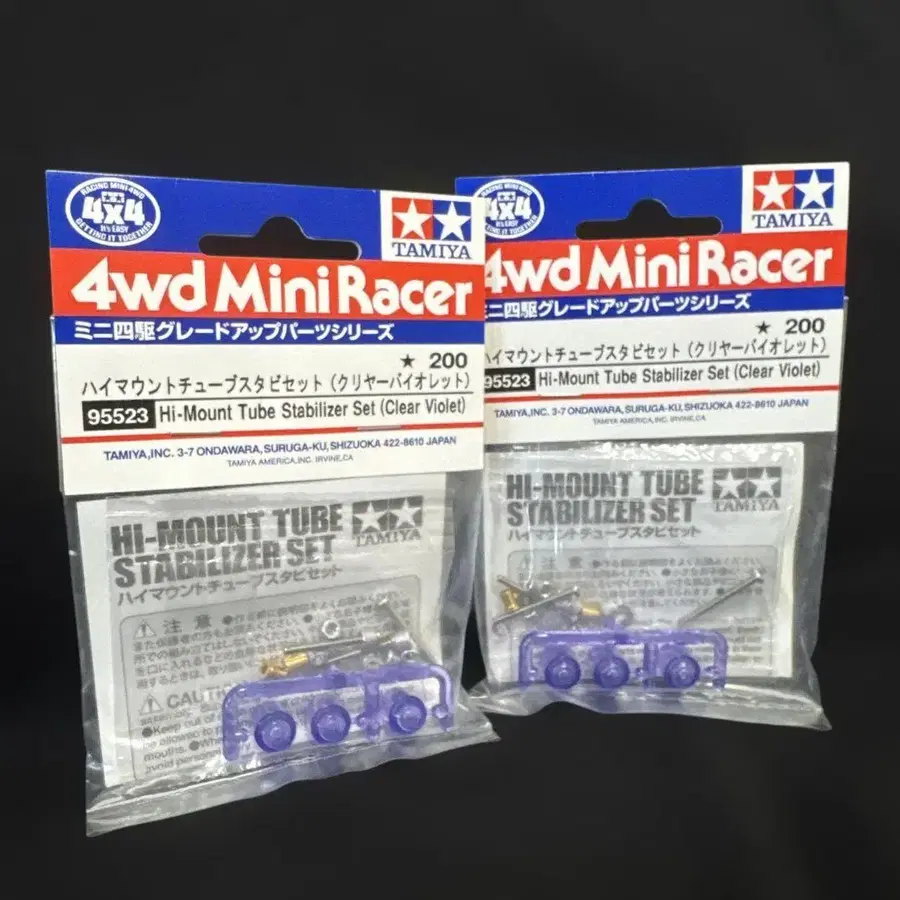 RACING MINI 4WD
4x4
It's EASY
GETTING IT TOGETHER
TAMIYA
4wd Mini Racer
ミニ四駆グレードアップパーツシリーズ
★ 200
ハイマウントチューブスタビセット（クリヤーバイオレット）
95523 Hi-Mount Tube Stabilizer Set (Clear Violet)
TAMIYA,INC. 3-7 ONDAWARA, SURUGA-KU, SHIZUOKA 422-8610 JAPAN
TAMIYA AMERICA,INC. IRVINE,CA
HI-MOUNT TUBE
STABILIZER SET
TAMIYA
ハイマウントチューブスタビセット
注意
CAUTION
Keep out of
mouths.
avoid
4x4
It's EASY
GETTING IT TOGETHER
TAMIYA
4wd Mini Racer
ミニ四駆グレードアップパーツシリーズ
★ 200
ハイマウントチューブスタビセット（クリヤーバイオレット）
95523 Hi-Mount Tube Stabilizer Set (Clear Violet)
TAMIYA,INC. 3-7 ONDAWARA, SURUGA-KU, SHIZUOKA 422-8610 JAPAN
TAMIYA AMERICA,INC. IRVINE,CA
HI-MOUNT TUBE
STABILIZER SET
TAMIYA
ハイマウントチューブスタビセット
注意